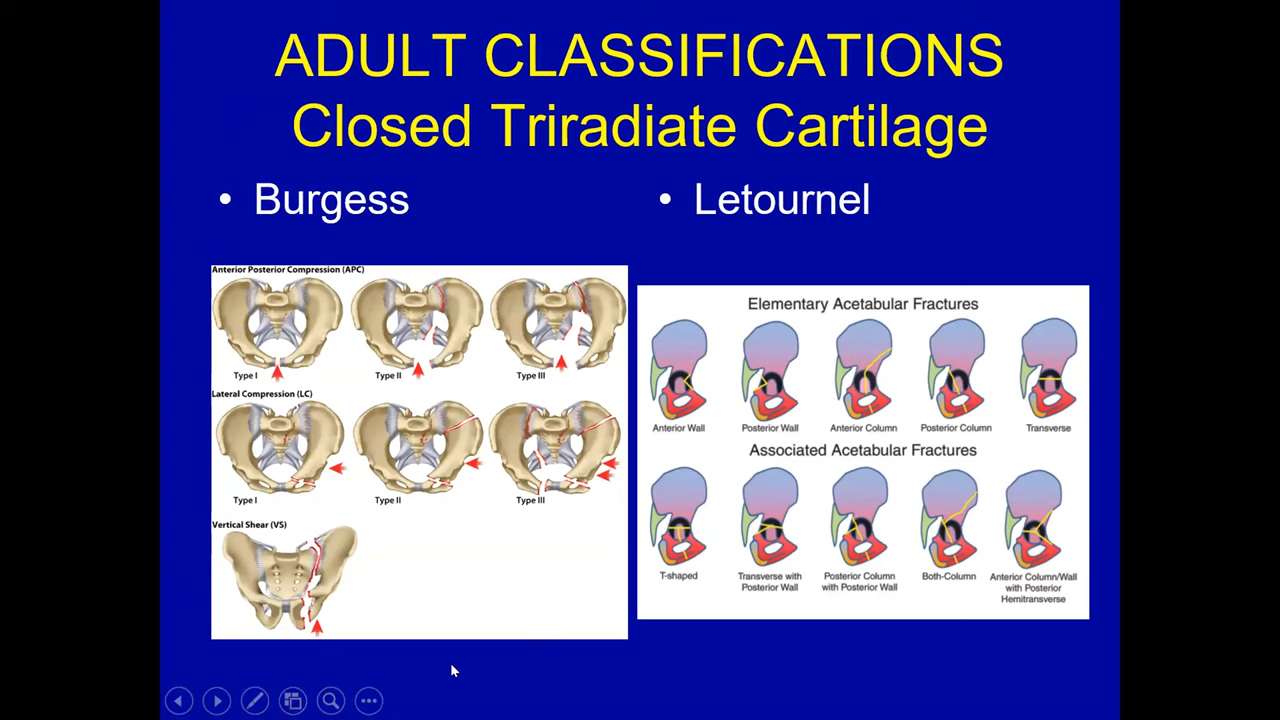 ADULT CLASSIFICATIONS
Closed Triradiate Cartilage
• Burgess
Anterior Posterior Compression (APC)
Type I
Type II
Type III
Lateral Compression (LC)
Type I
Type II
Type III
Vertical Shear (VS)
• Letournel
Elementary Acetabular Fractures
Anterior Wall
Posterior Wall
Anterior Column
Posterior Column
Transverse
Associated Acetabular Fractures
T-shaped
Transverse with
Posterior Wall
Posterior Column
with Posterior Wall
Both-Column
Anterior Column/Wall
with Posterior
Hemitransverse